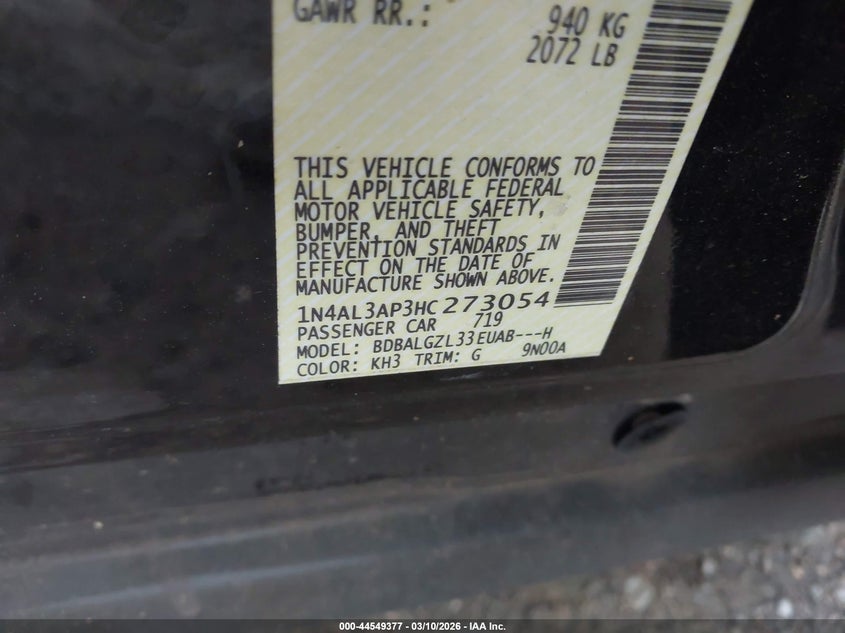 GAWR RR.: 940 KG
2072 LB
THIS VEHICLE CONFORMS TO
ALL APPLICABLE FEDERAL
MOTOR VEHICLE SAFETY,
BUMPER, AND THEFT
PREVENTION STANDARDS IN
EFFECT ON THE DATE OF
MANUFACTURE SHOWN ABOVE.
1N4AL3AP3HC273054
PASSENGER CAR 719
MODEL: BDBALGZL33EUAB---H
COLOR: KH3 TRIM: G 9N00A
000-44549377 - 03/10/2026 - IAA Inc.